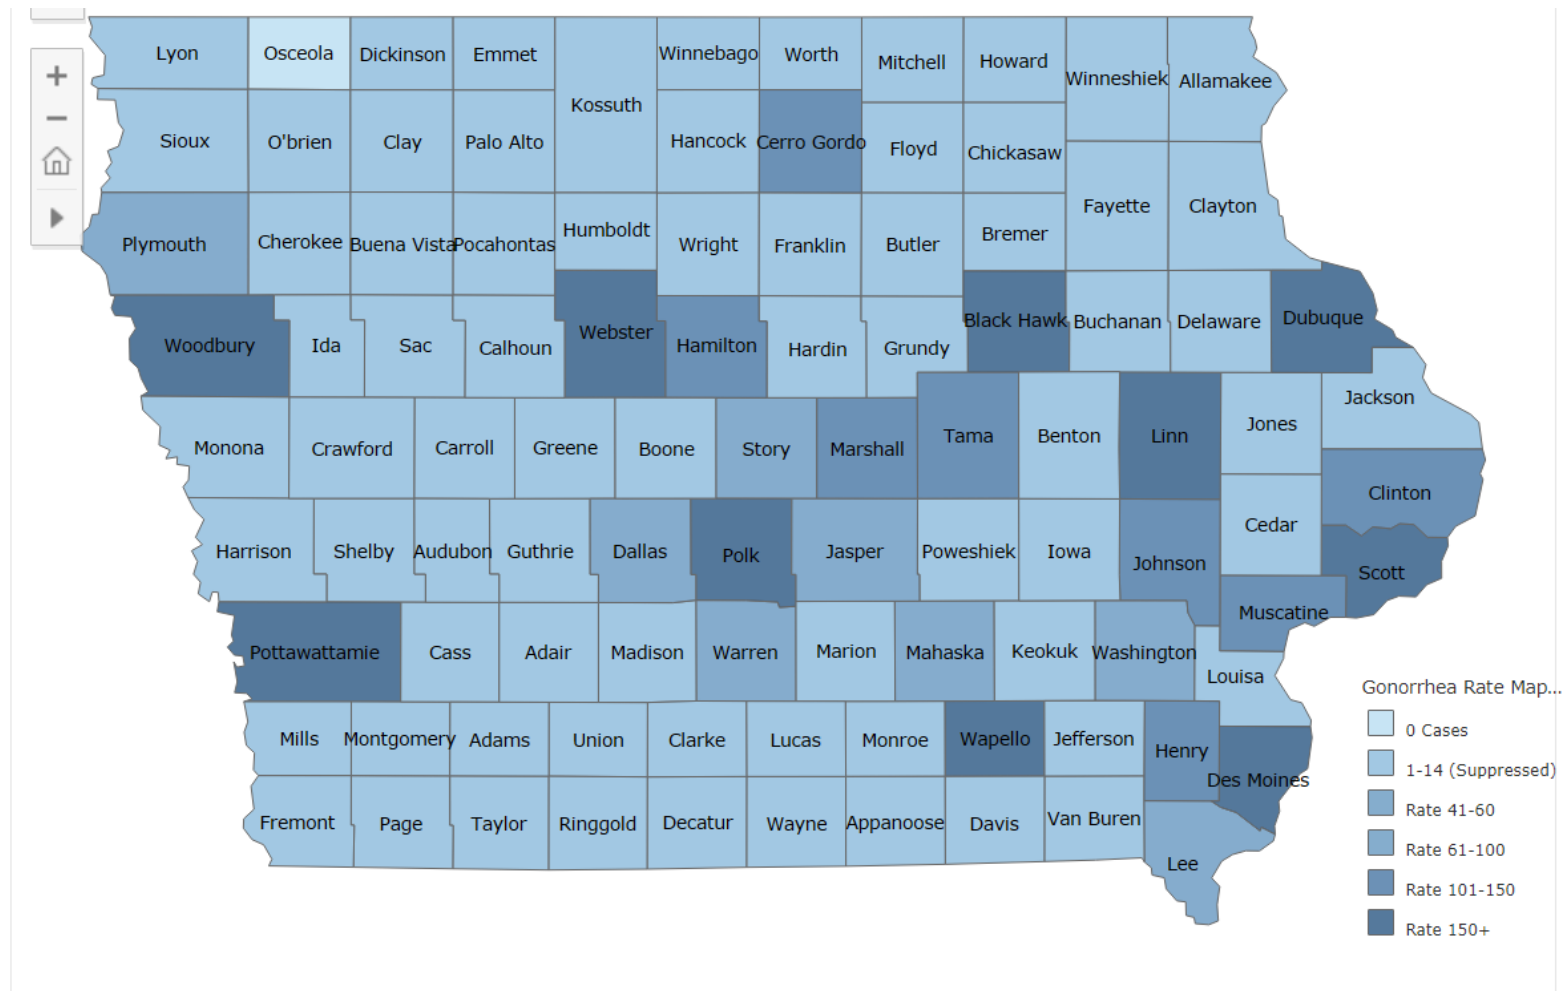 Lyon
Osceola
Dickinson
Emmet
Kossuth
Winnebago
Worth
Mitchell
Howard
Winneshiek
Allamakee
Sioux
O'brien
Clay
Palo Alto
Hancock
Cerro Gordo
Floyd
Chickasaw
Fayette
Clayton
Plymouth
Cherokee
Buena Vista
Pocahontas
Humboldt
Wright
Franklin
Butler
Bremer
Woodbury
Ida
Sac
Calhoun
Webster
Hamilton
Hardin
Grundy
Black Hawk
Buchanan
Delaware
Dubuque
Jackson
Monona
Crawford
Carroll
Greene
Boone
Story
Marshall
Tama
Benton
Linn
Jones
Clinton
Harrison
Shelby
Audubon
Guthrie
Dallas
Polk
Jasper
Poweshiek
Iowa
Johnson
Cedar
Scott
Muscatine
Pottawattamie
Cass
Adair
Madison
Warren
Marion
Mahaska
Keokuk
Washington
Louisa
Mills
Montgomery
Adams
Union
Clarke
Lucas
Monroe
Wapello
Jefferson
Henry
Des Moines
Fremont
Page
Taylor
Ringgold
Decatur
Wayne
Appanoose
Davis
Van Buren
Lee
Gonorrhea Rate Map...
0 Cases
1-14 (Suppressed)
Rate 41-60
Rate 61-100
Rate 101-150
Rate 150+